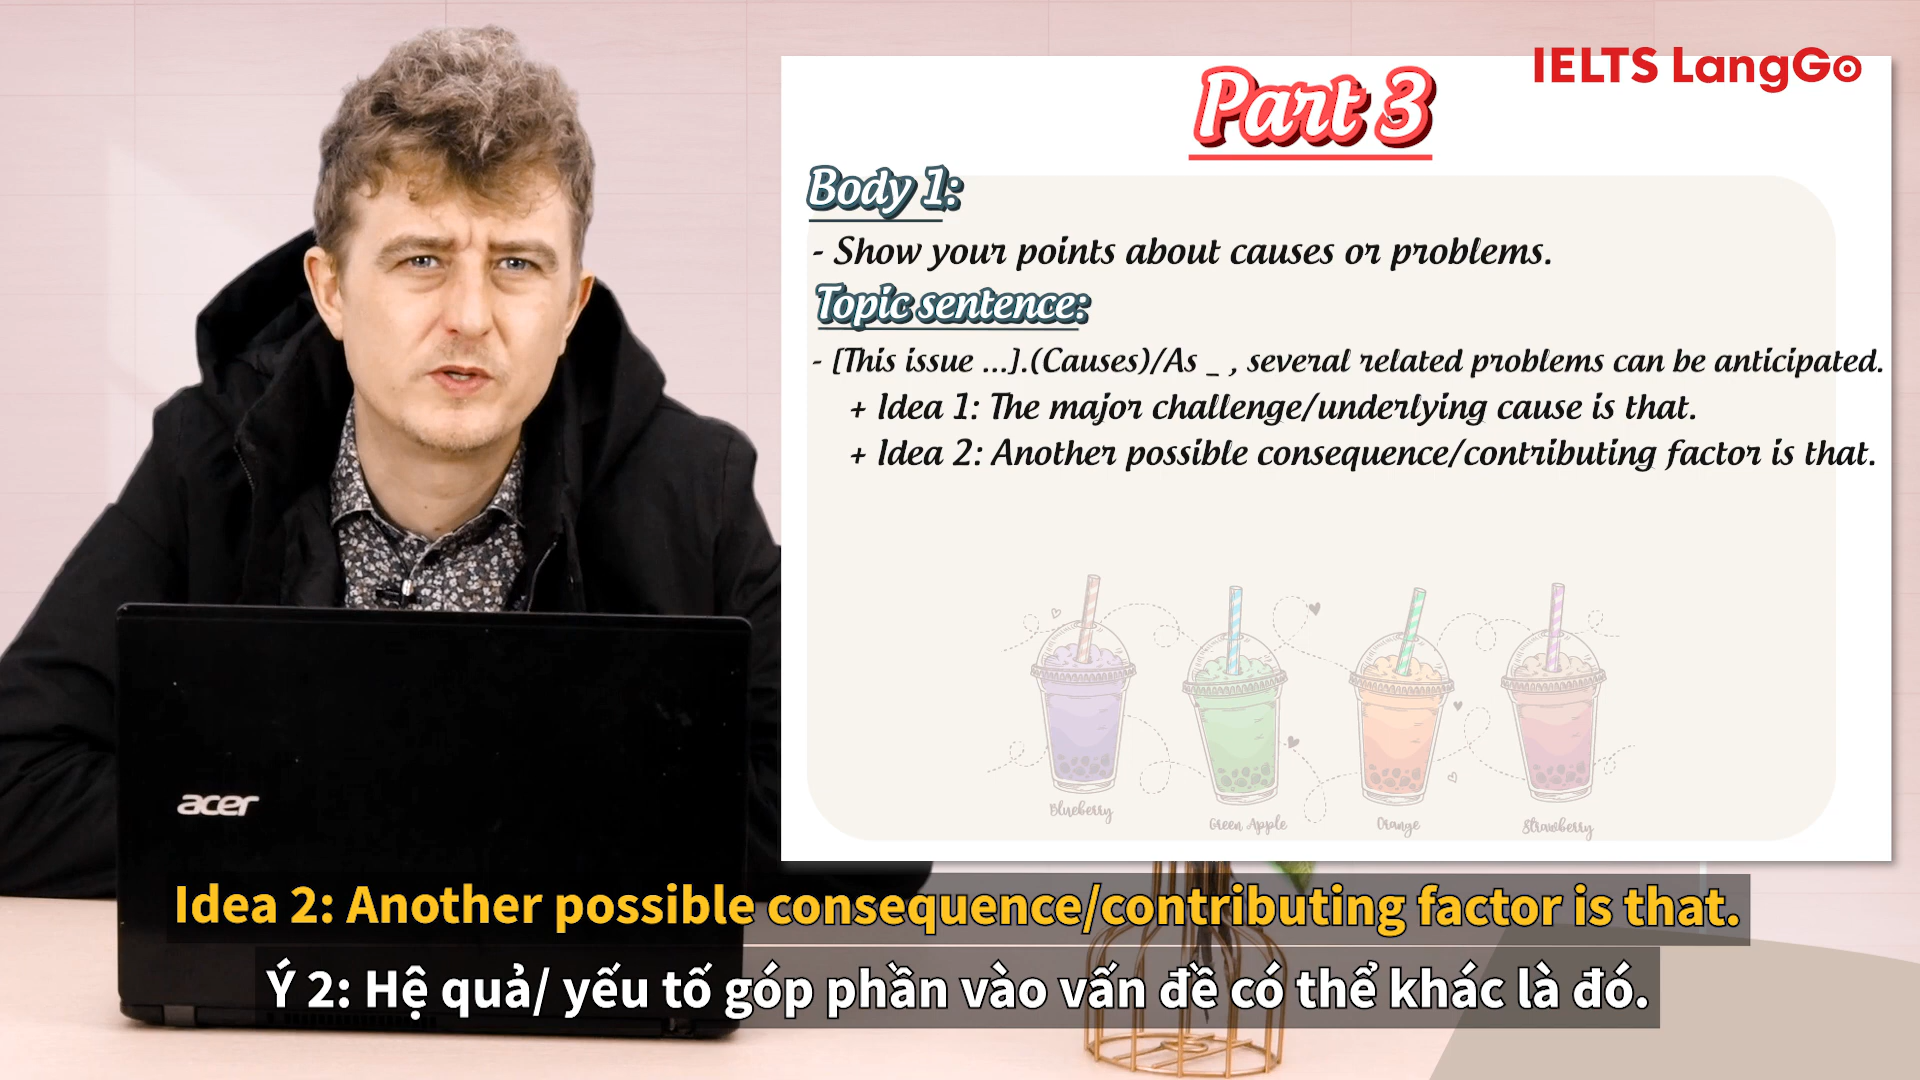 IELTS LangGo
Part 3
Body 1:
- Show your points about causes or problems.
Topic sentence:
- [This issue ...].(Causes)/As _ , several related problems can be anticipated.
+ Idea 1: The major challenge/underlying cause is that.
+ Idea 2: Another possible consequence/contributing factor is that.
Blueberry
Green Apple
Orange
Strawberry
acer
Idea 2: Another possible consequence/contributing factor is that.
Ý 2: Hệ quả/ yếu tố góp phần vào vấn đề có thể khác là đó.